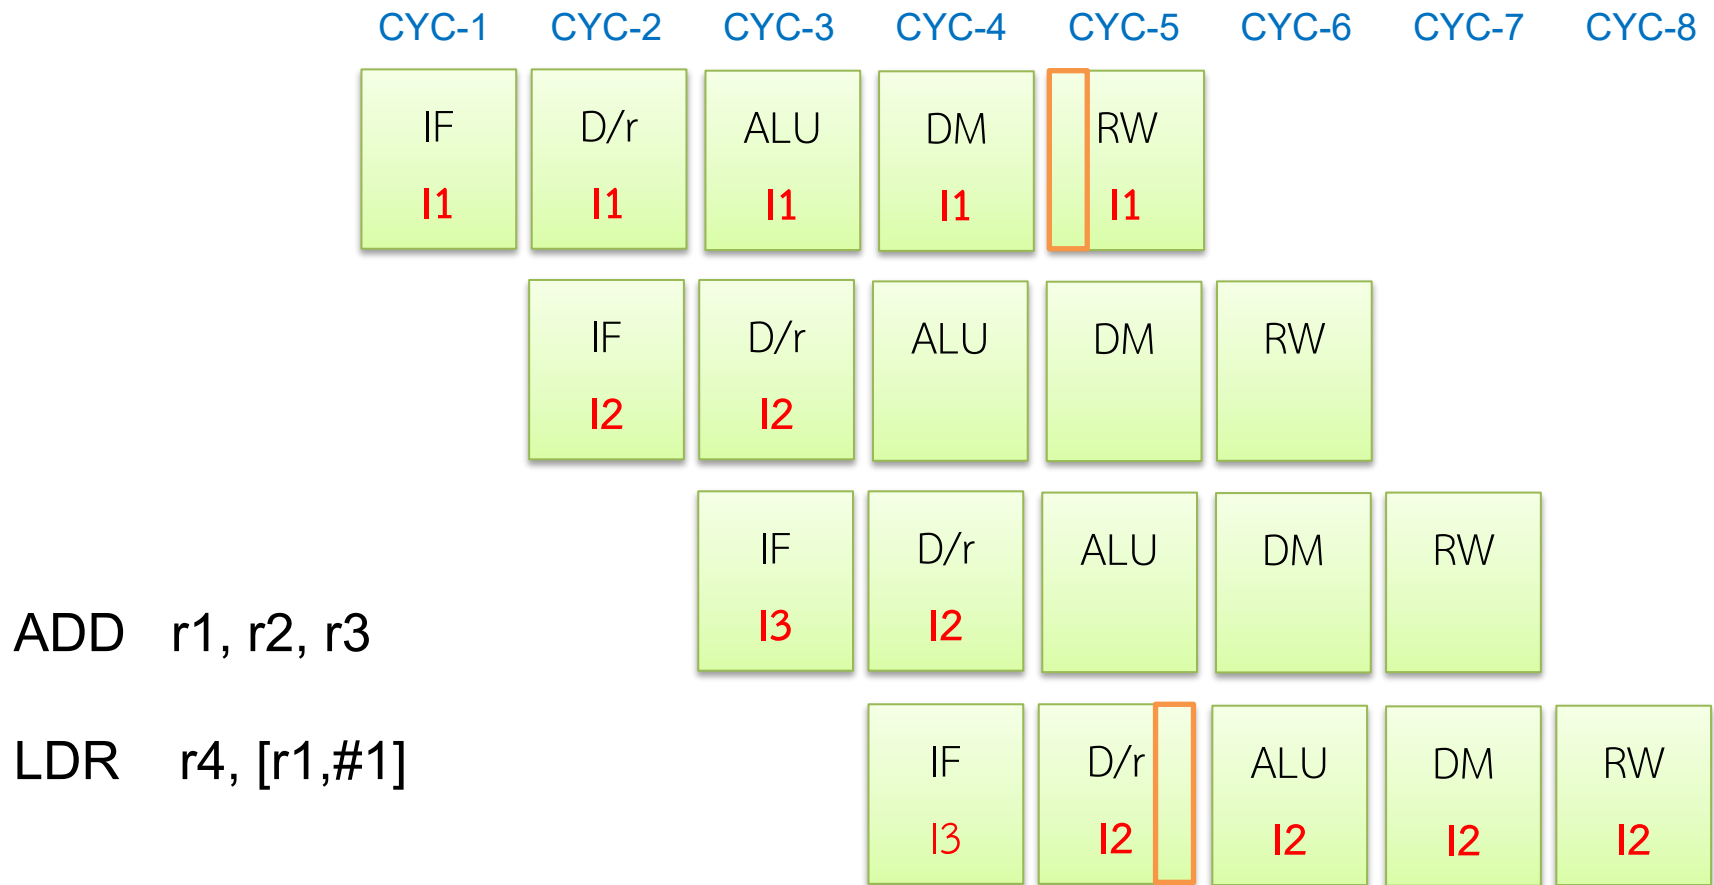 CYC-1 CYC-2 CYC-3 CYC-4 CYC-5 CYC-6 CYC-7 CYC-8
IF D/r ALU DM RW
I1 I1 I1 I1 I1
IF D/r ALU DM RW
I2 I2
IF D/r ALU DM RW
I3 I2
ADD r1, r2, r3
LDR r4, [r1,#1]
IF D/r ALU DM RW
I3 I2 I2 I2 I2